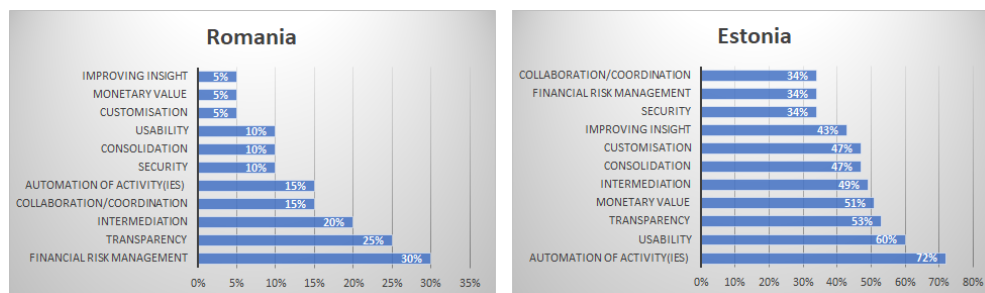 Romania
IMPROVING INSIGHT 5%
MONETARY VALUE 5%
CUSTOMISATION 5%
USABILITY 10%
CONSOLIDATION 10%
SECURITY 10%
AUTOMATION OF ACTIVITY(IES) 15%
COLLABORATION/COORDINATION 15%
INTERMEDIATION 20%
TRANSPARENCY 25%
FINANCIAL RISK MANAGEMENT 30%
0% 5% 10% 15% 20% 25% 30% 35%
Estonia
COLLABORATION/COORDINATION 34%
FINANCIAL RISK MANAGEMENT 34%
SECURITY 34%
IMPROVING INSIGHT 43%
CUSTOMISATION 47%
CONSOLIDATION 47%
INTERMEDIATION 49%
MONETARY VALUE 51%
TRANSPARENCY 53%
USABILITY 60%
AUTOMATION OF ACTIVITY(IES) 72%
0% 10% 20% 30% 40% 50% 60% 70% 80%